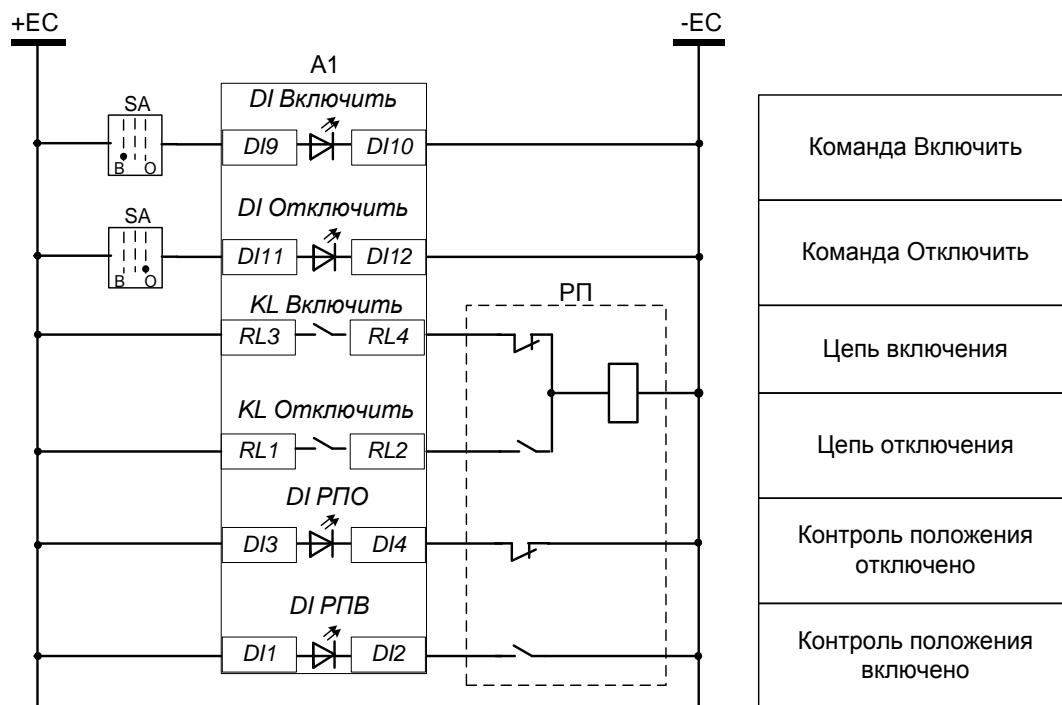 +ЕС
-ЕС
A1
SA
DI Включить
DI9
DI10
В О
Команда Включить
SA
DI Отключить
DI11
DI12
В О
Команда Отключить
KL Включить
РП
RL3
RL4
Цепь включения
KL Отключить
RL1
RL2
Цепь отключения
DI РПО
DI3
DI4
Контроль положения
отключено
DI РПВ
DI1
DI2
Контроль положения
включено